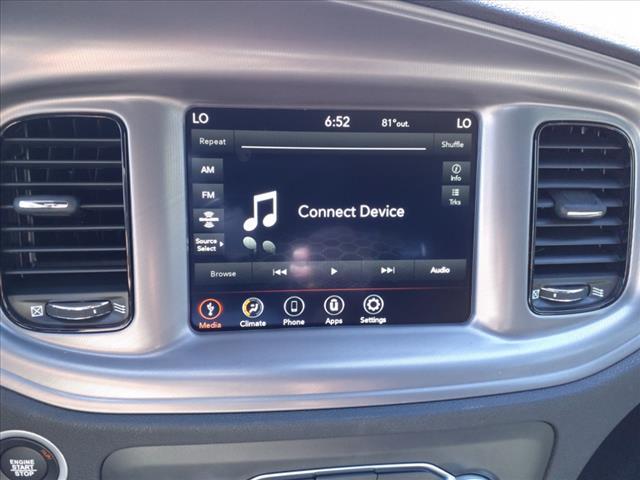 LO 6:52 81° out. LO
Repeat Shuffle
AM
FM
Info
Trks
Connect Device
Source
Select
Browse Audio
Media Climate Phone Apps Settings
ENGINE
START
STOP